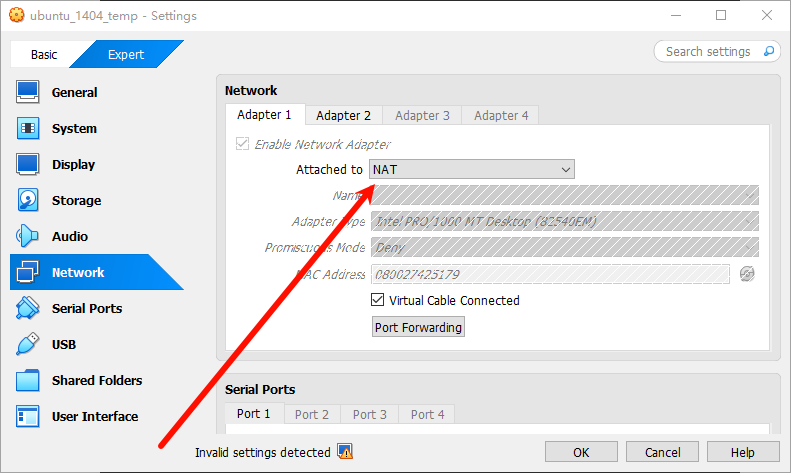 ubuntu_1404_temp - Settings
Basic
Expert
Search settings
General
System
Display
Storage
Audio
Network
Serial Ports
USB
Shared Folders
User Interface
Network
Adapter 1 Adapter 2 Adapter 3 Adapter 4
Enable Network Adapter
Attached to NAT
Name
Adapter Type Intel PRO/1000 MT Desktop (82540EM)
Promiscuous Mode Deny
MAC Address 080027425179
Virtual Cable Connected
Port Forwarding
Serial Ports
Port 1 Port 2 Port 3 Port 4
Invalid settings detected
OK Cancel Help